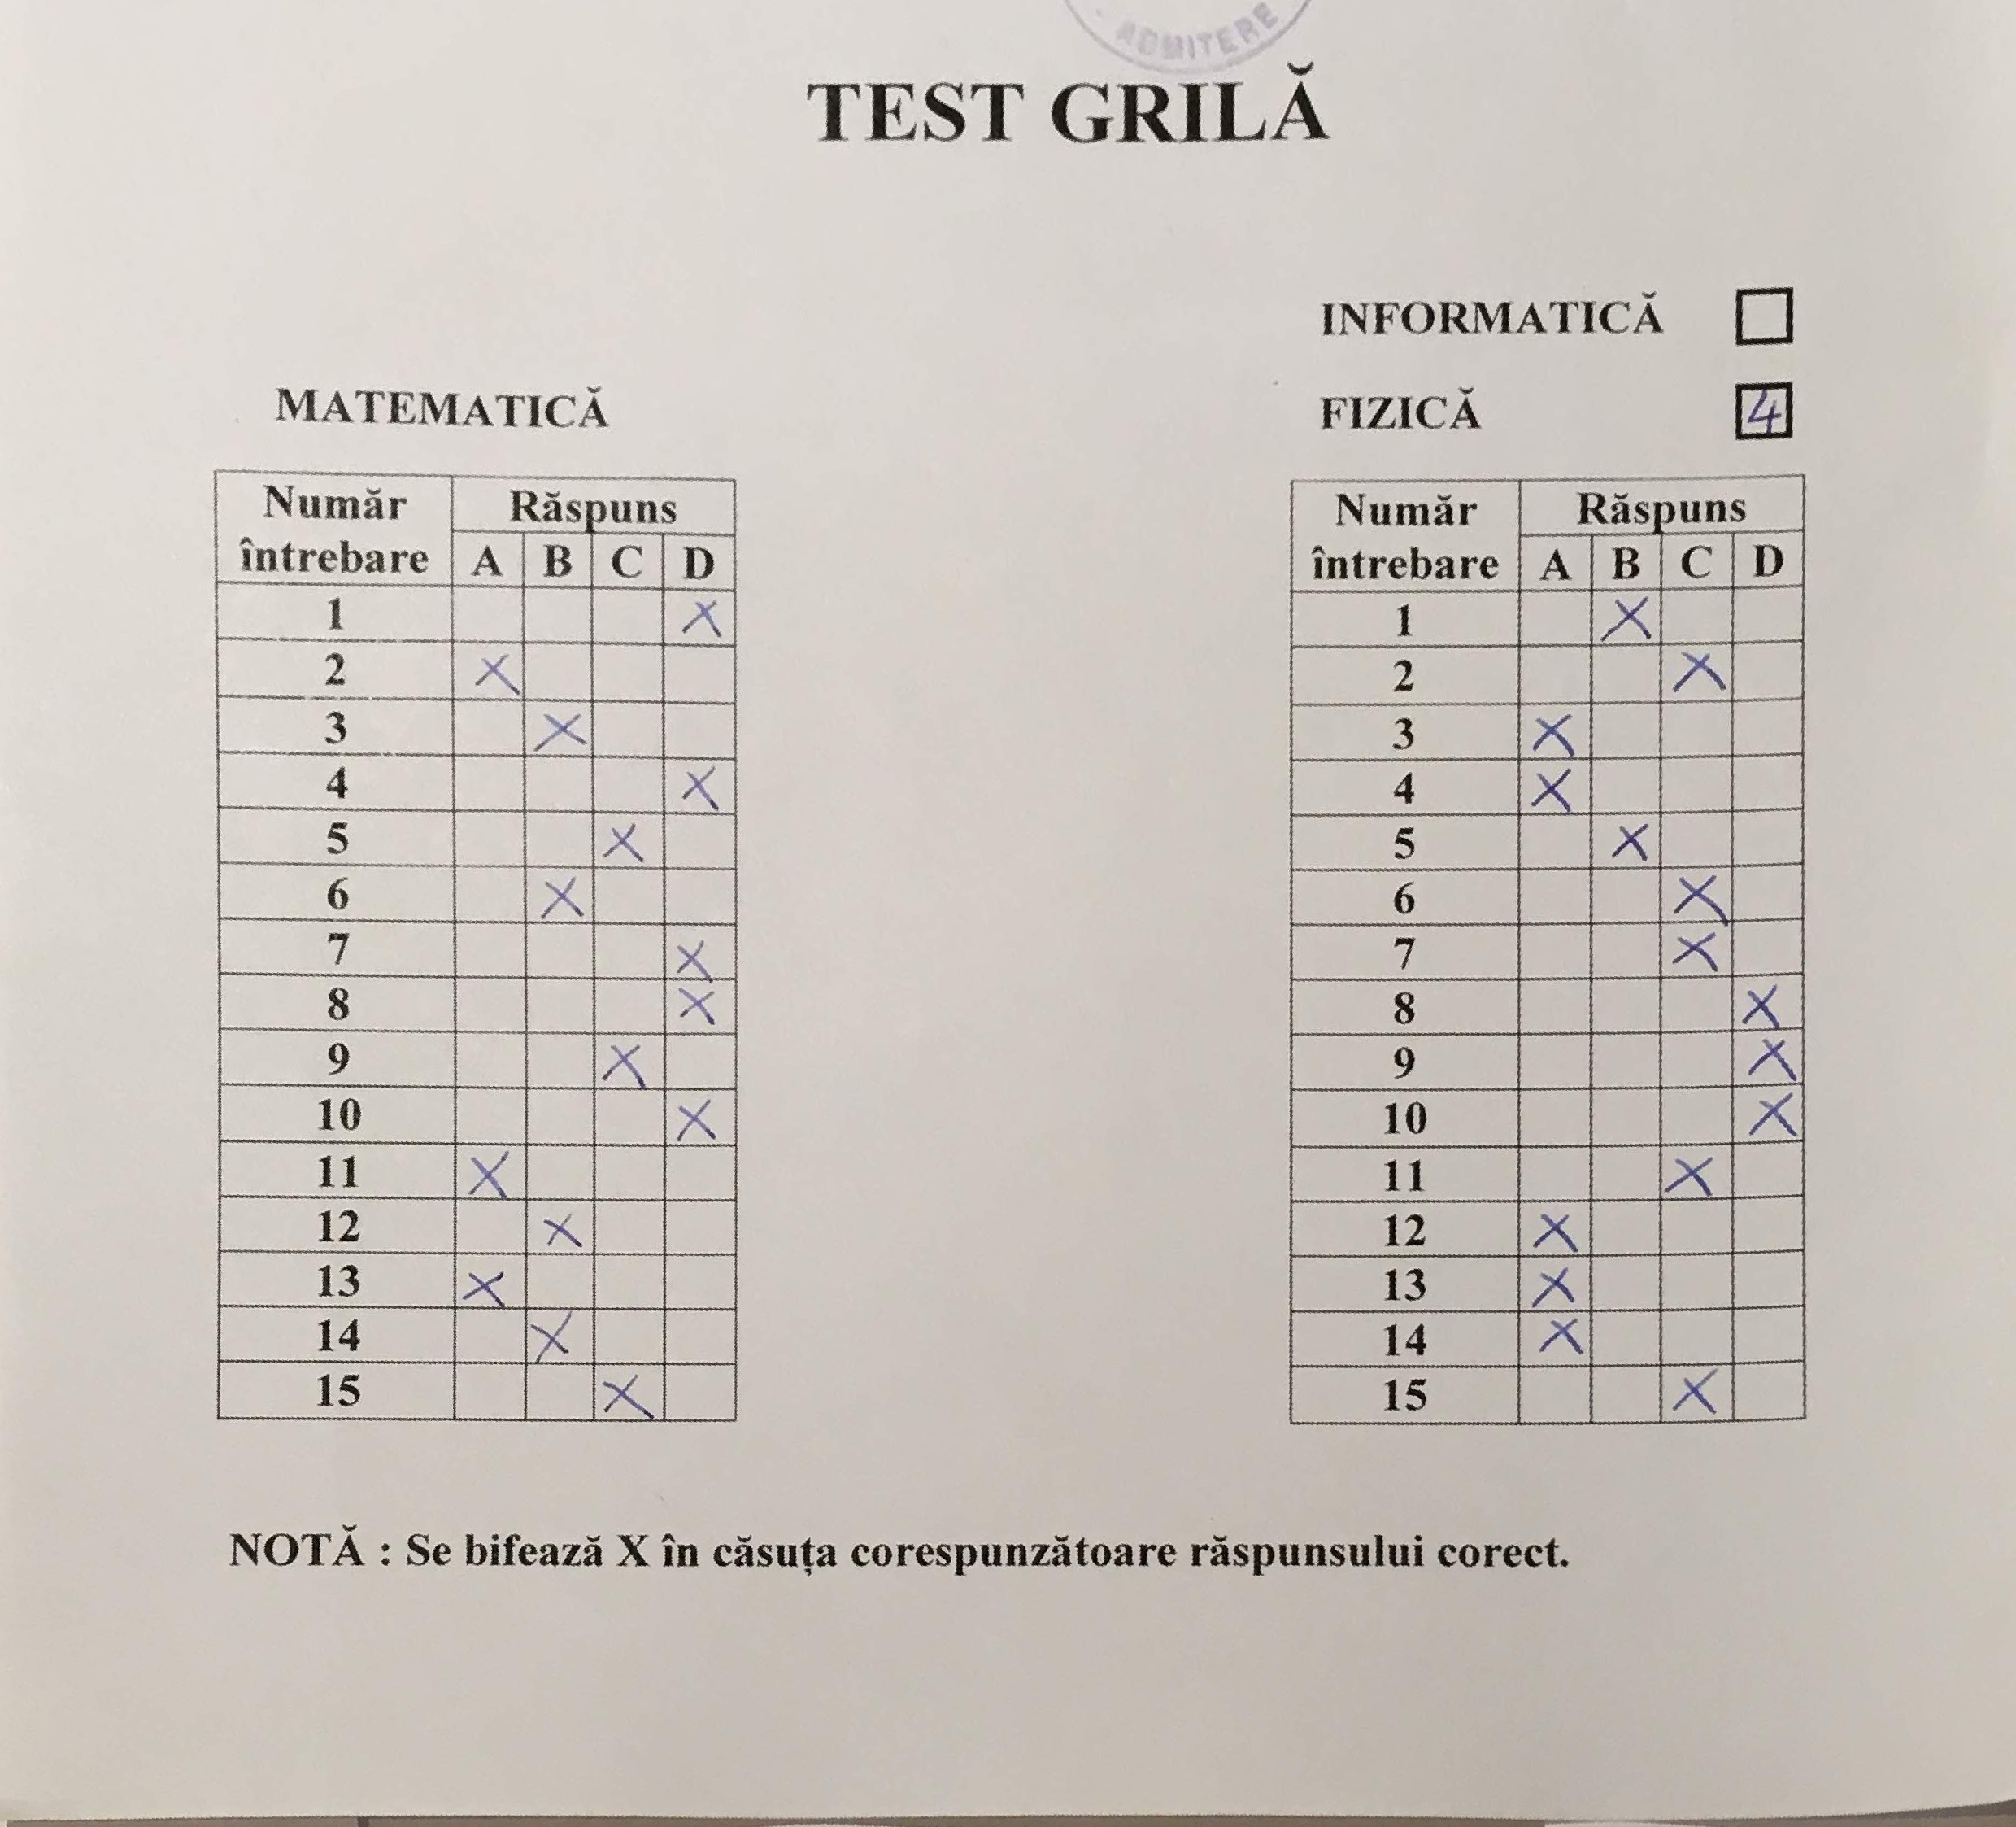 ADMITERE
TEST GRILĂ
INFORMATICĂ
MATEMATICĂ
FIZICĂ 4
Număr întrebare Răspuns
A B C D
1 X
2 X
3 X
4 X
5 X
6 X
7 X
8 X
9 X
10 X
11 X
12 X
13 X
14 X
15 X
Număr întrebare Răspuns
A B C D
1 X
2 X
3 X
4 X
5 X
6 X
7 X
8 X
9 X
10 X
11 X
12 X
13 X
14 X
15 X
NOTĂ : Se bifează X în căsuța corespunzătoare răspunsului corect.